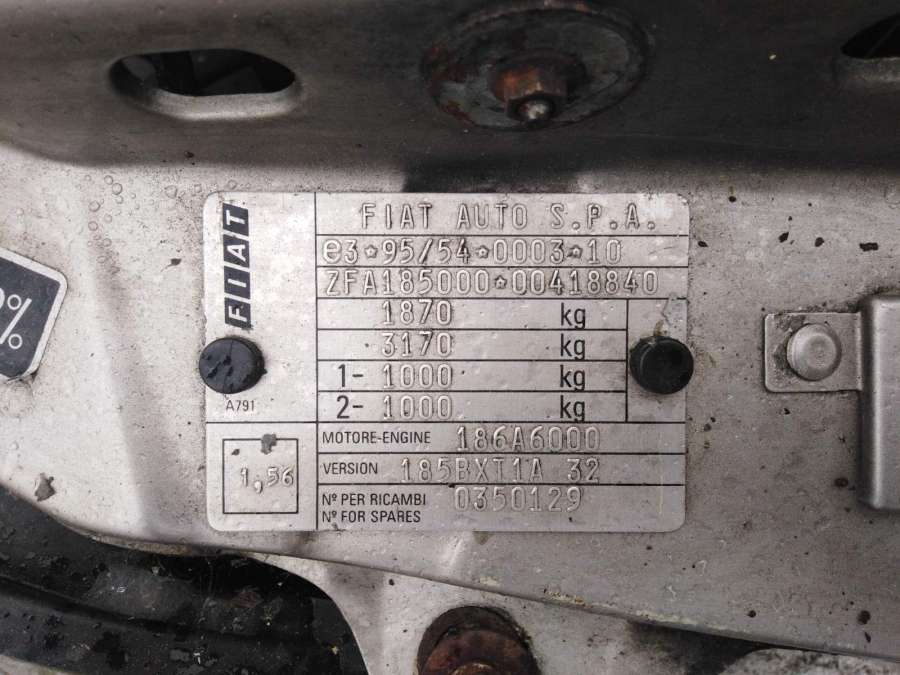 FIAT
FIAT AUTO S.P.A.
e3*95/54*0003*10
ZFA185000*00418840
1870 kg
3170 kg
1- 1000 kg
2- 1000 kg
A791
MOTORE-ENGINE 186A6000
1,56
VERSION 185BXT1A 32
Nº PER RICAMBI 0350129
Nº FOR SPARES
%